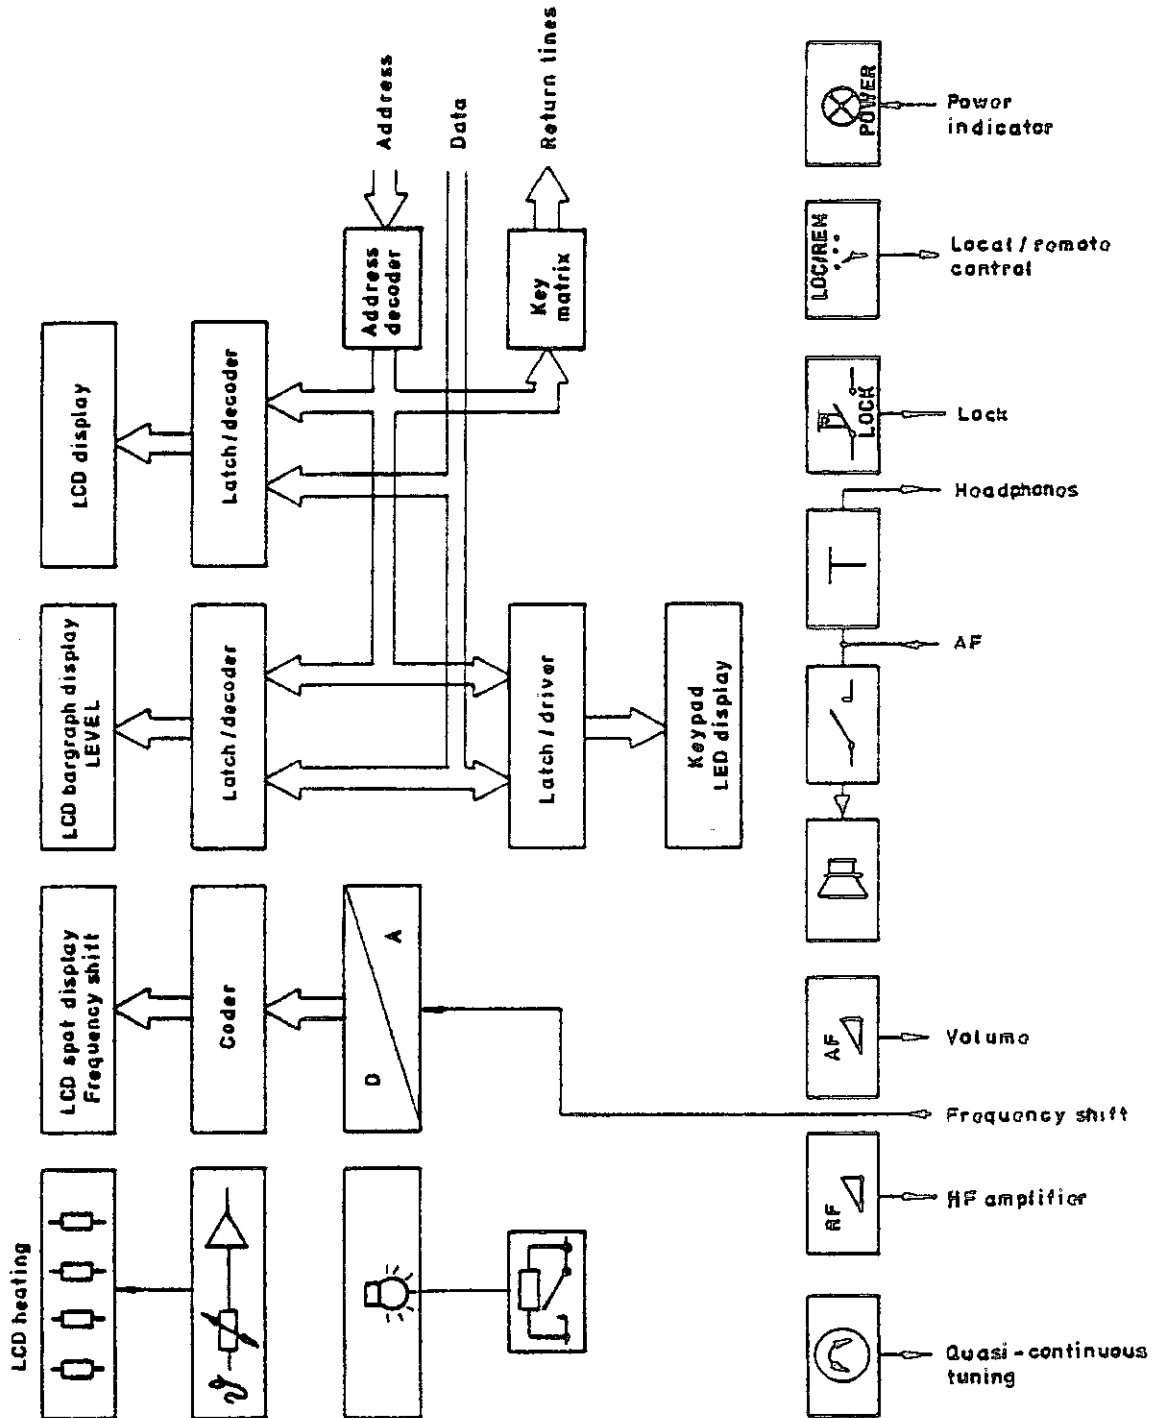 LCD heating
LCD spot display
Frequency shift
LCD bargraph display
LEVEL
LCD display
Coder
Latch/decoder
Latch/decoder
D
A
Address
decoder
Address
Data
Latch/driver
Key
matrix
Return lines
Keypad
LED display
RF
AF
LOCK
LOC/REM
POWER
Power
indicator
Local/remote
control
Lock
Headphones
AF
Volume
Frequency shift
HF amplifier
Quasi-continuous
tuning